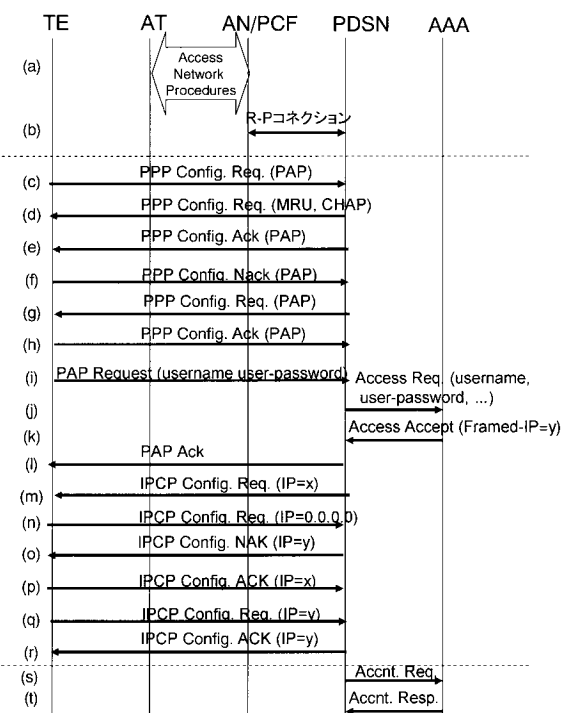 TE AT AN/PCF PDSN AAA
(a) Access
Network
Procedures
(b) R-Pコネクション
(c) PPP Config. Req. (PAP)
(d) PPP Config. Req. (MRU, CHAP)
(e) PPP Config. Ack (PAP)
(f) PPP Config. Nack (PAP)
(g) PPP Config. Req. (PAP)
(h) PPP Config. Ack (PAP)
(i) PAP Request (username user-password) Access Req. (username,
user-password, ...)
(j)
(k) Access Accept (Framed-IP=y)
(l) PAP Ack
(m) IPCP Config. Req. (IP=x)
(n) IPCP Config. Req. (IP=0.0.0.0)
(o) IPCP Config. NAK (IP=y)
(p) IPCP Config. ACK (IP=x)
(q) IPCP Config. Req. (IP=y)
(r) IPCP Config. ACK (IP=y)
(s) Accnt. Req.
(t) Accnt. Resp.